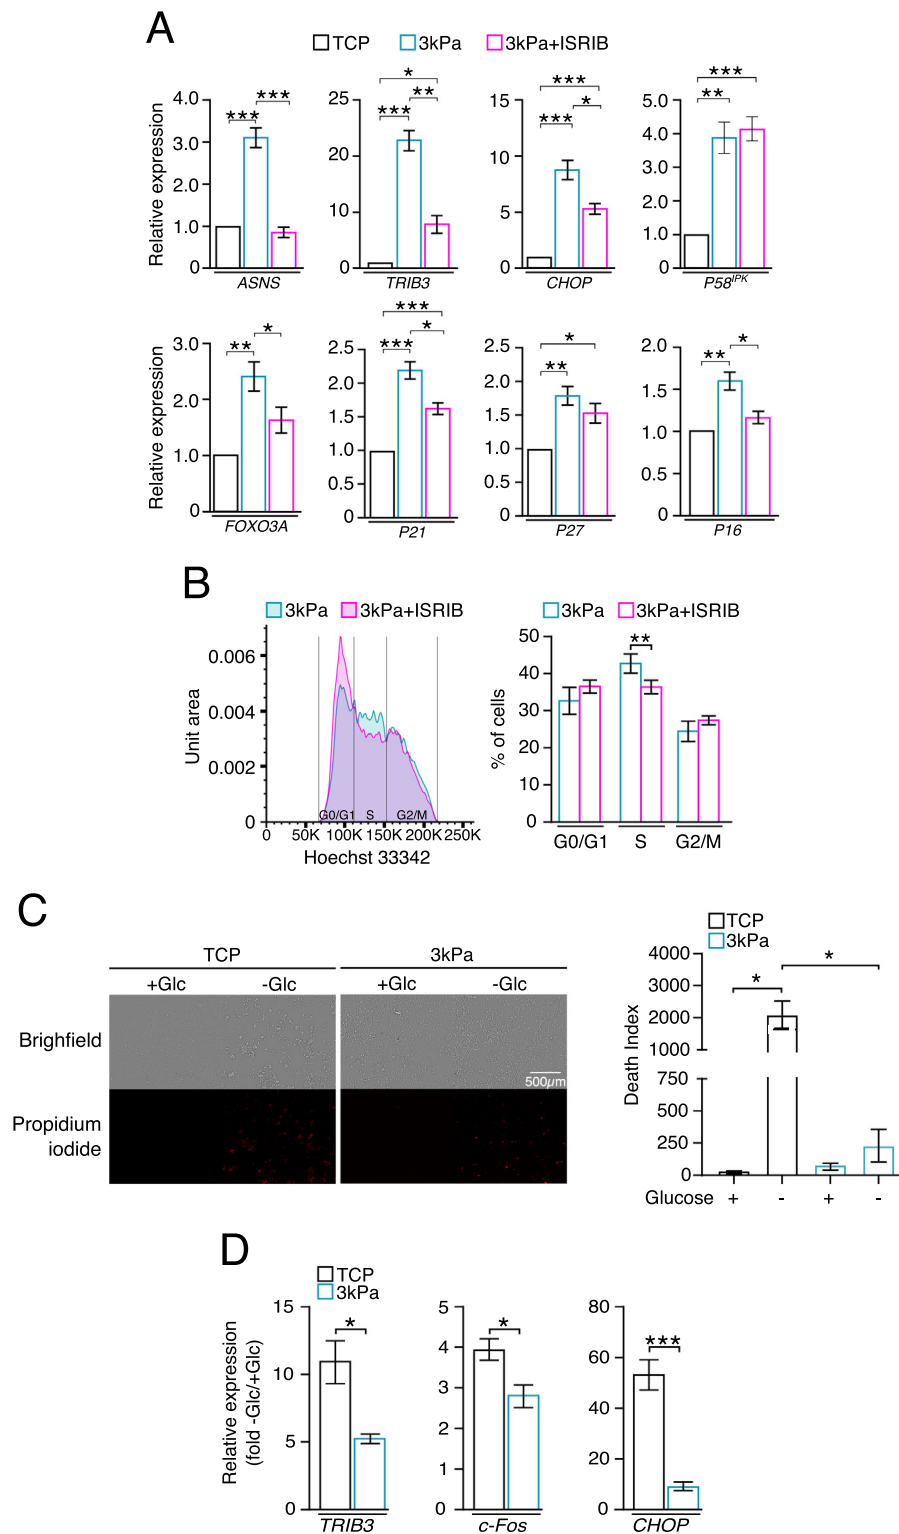 A
TCP 3kPa 3kPa+ISRIB
Relative expression
4.0
3.0
2.0
1.0
0
*** ***
ASNS
25
20
10
0
*
**
***
TRIB3
15
10
5
0
***
*
***
CHOP
5.0
4.0
3.0
2.0
1.0
0
***
**
P58IPK
Relative expression
3.0
2.0
1.0
0
** *
FOXO3A
2.5
2.0
1.5
1.0
0.5
0
***
*
***
P21
2.5
2.0
1.5
1.0
0.5
0
*
**
P27
2.0
1.5
1.0
0.5
0
** *
P16
B
3kPa 3kPa+ISRIB
Unit area
0.006
0.004
0.002
0
G0/G1 S G2/M
0 50K 100K 150K 200K 250K
Hoechst 33342
3kPa 3kPa+ISRIB
% of cells
50
40
30
20
10
0
**
G0/G1 S G2/M
C
TCP 3kPa
+Glc -Glc +Glc -Glc
Brighfield
500µm
Propidium
iodide
TCP
3kPa
Death Index
4000
3000
2000
1000
750
500
250
0
* *
Glucose + - + -
D
TCP
3kPa
Relative expression
(fold -Glc/+Glc)
15
10
5
0
*
TRIB3
5
4
3
2
1
0
*
c-Fos
80
60
40
20
0
***
CHOP